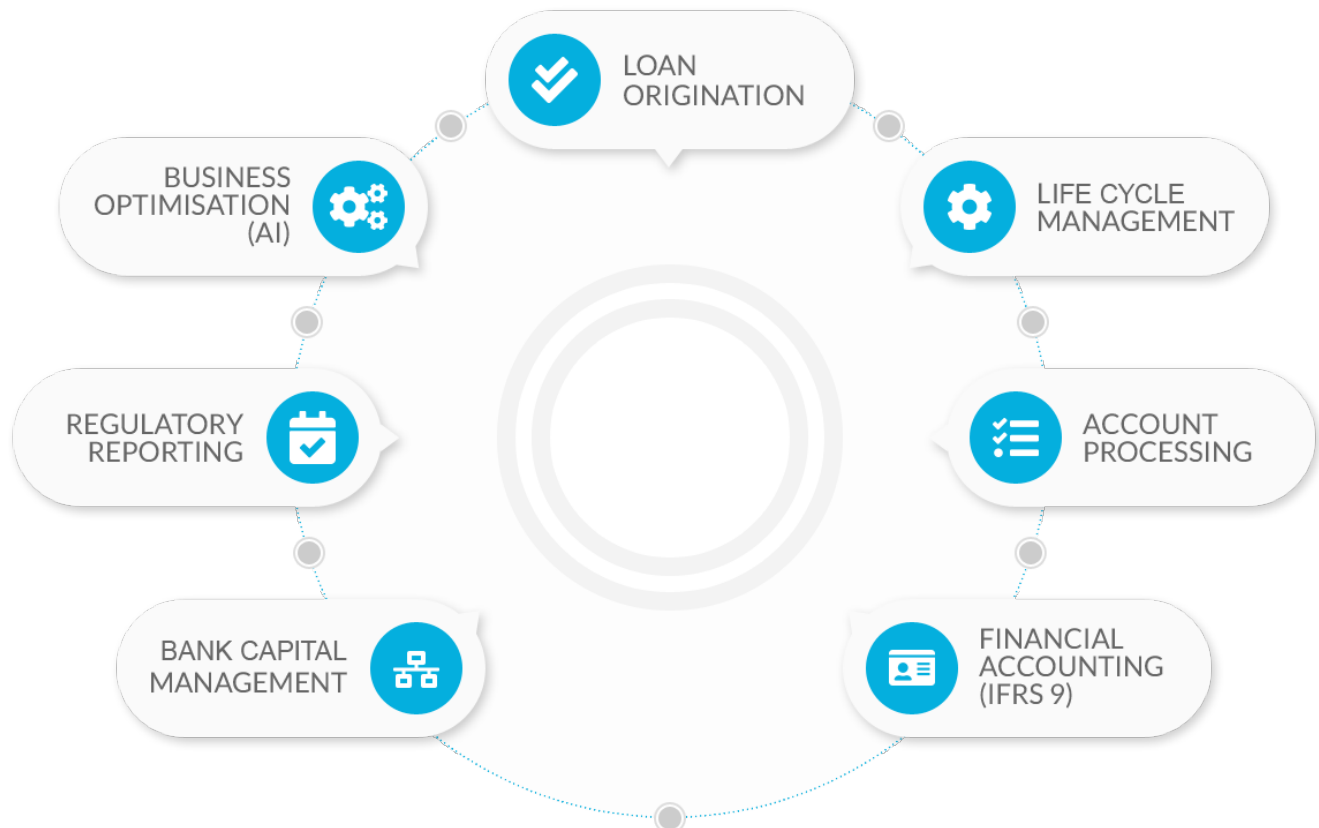 LOAN
ORIGINATION
LIFE CYCLE
MANAGEMENT
ACCOUNT
PROCESSING
FINANCIAL
ACCOUNTING
(IFRS 9)
BANK CAPITAL
MANAGEMENT
REGULATORY
REPORTING
BUSINESS
OPTIMISATION
(AI)